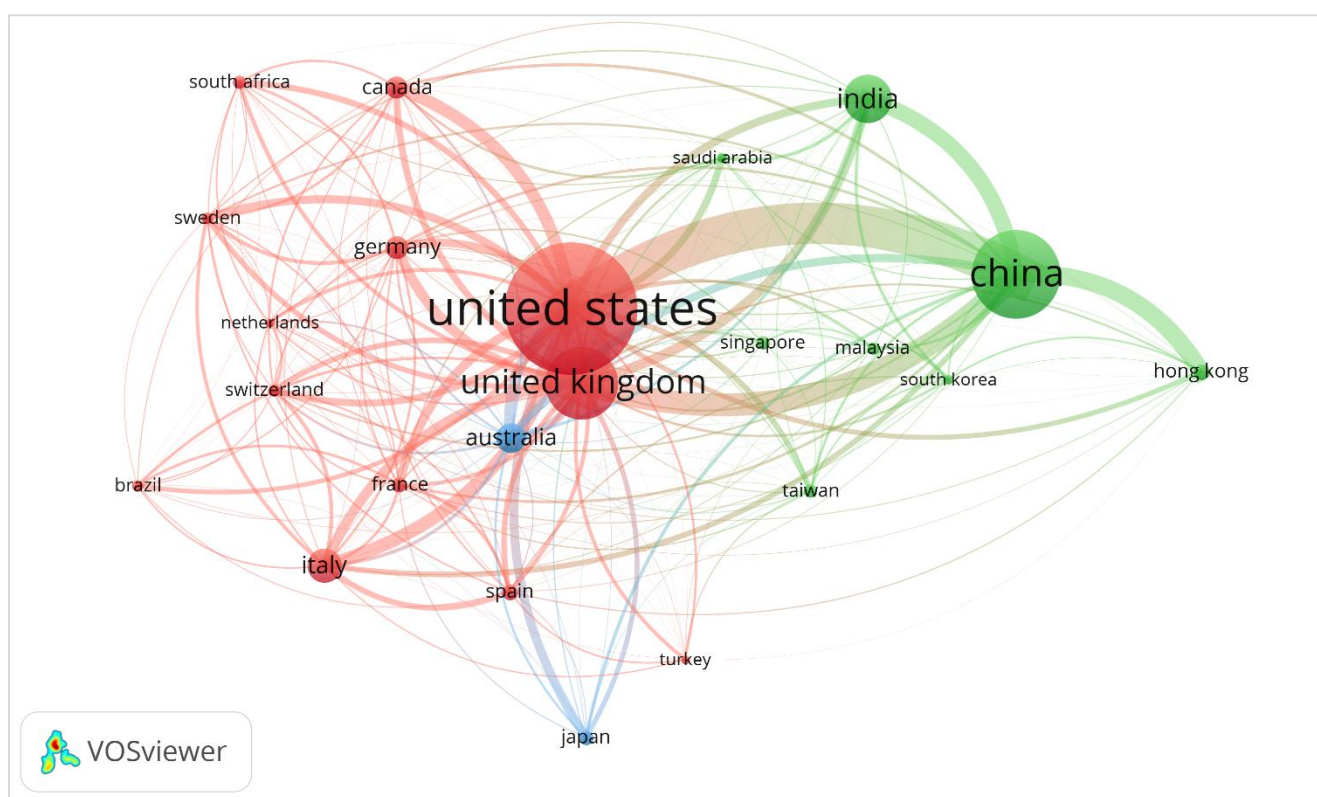 south africa
canada
india
saudi arabia
sweden
germany
china
united states
netherlands
singapore
malaysia
south korea
hong kong
united kingdom
switzerland
australia
brazil
france
taiwan
italy
spain
turkey
japan
VOSviewer